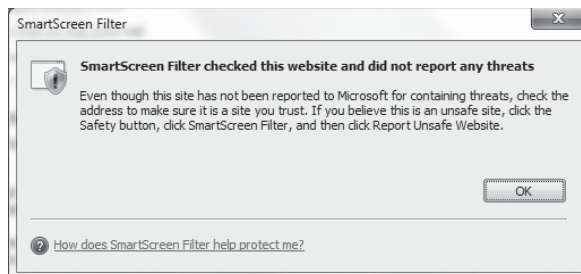 SmartScreen Filter
X
SmartScreen Filter checked this website and did not report any threats
Even though this site has not been reported to Microsoft for containing threats, check the
address to make sure it is a site you trust. If you believe this is an unsafe site, click the
Safety button, click SmartScreen Filter, and then click Report Unsafe Website.
OK
How does SmartScreen Filter help protect me?